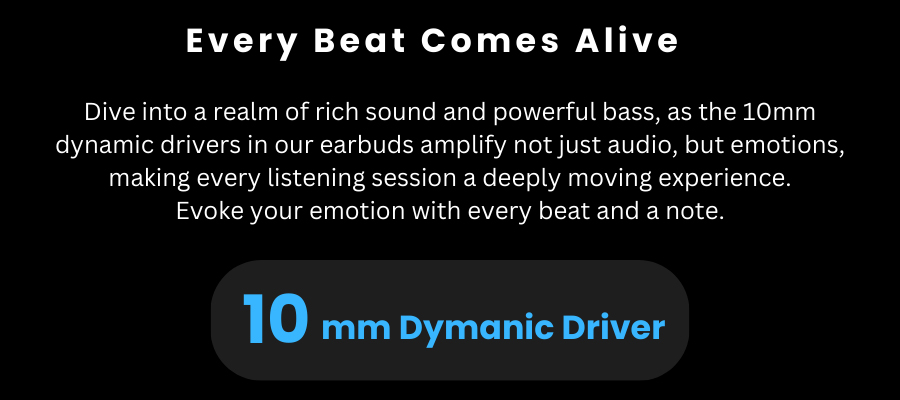 Every Beat Comes Alive
Dive into a realm of rich sound and powerful bass, as the 10mm
dynamic drivers in our earbuds amplify not just audio, but emotions,
making every listening session a deeply moving experience.
Evoke your emotion with every beat and a note.
10 mm Dymanic Driver